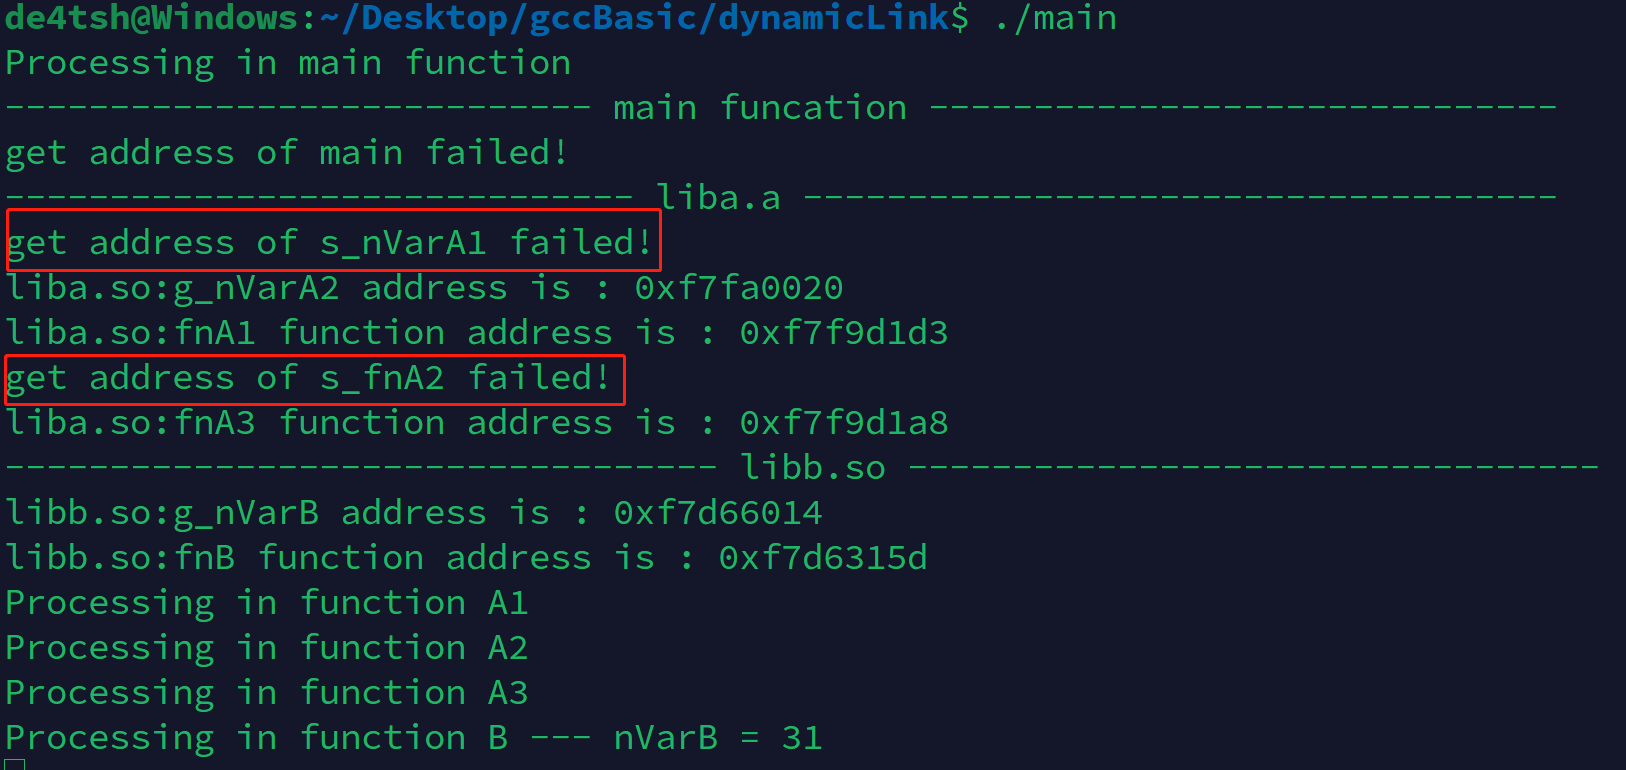 de4tsh@Windows:~/Desktop/gccBasic/dynamicLink$ ./main
Processing in main function
---------------------------- main funcation ------------------------------
get address of main failed!
------------------------------ liba.a ------------------------------------
get address of s_nVarA1 failed!
liba.so:g_nVarA2 address is : 0xf7fa0020
liba.so:fnA1 function address is : 0xf7f9d1d3
get address of s_fnA2 failed!
liba.so:fnA3 function address is : 0xf7f9d1a8
---------------------------------- libb.so ---------------------------------
libb.so:g_nVarB address is : 0xf7d66014
libb.so:fnB function address is : 0xf7d6315d
Processing in function A1
Processing in function A2
Processing in function A3
Processing in function B --- nVarB = 31